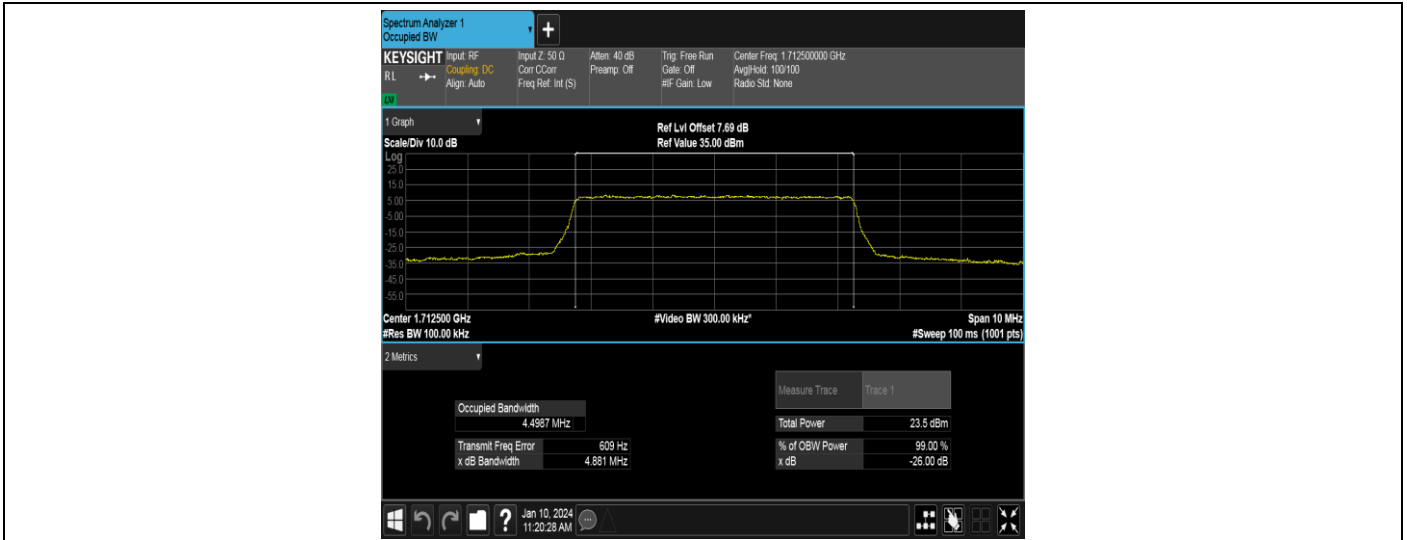 Spectrum Analyzer 1
Occupied BW
+
KEYSIGHT
RL
LXI
Input: RF
Coupling: DC
Align: Auto
Input Z: 50 Ω
Corr CCorr
Freq Ref: Int (S)
Atten: 40 dB
Preamp: Off
Trig: Free Run
Gate: Off
#IF Gain: Low
Center Freq: 1.712500000 GHz
Avg|Hold: 100/100
Radio Std: None
1 Graph
Scale/Div 10.0 dB
Ref Lvl Offset 7.69 dB
Ref Value 35.00 dBm
Log
25.0
15.0
5.00
-5.00
-15.0
-25.0
-35.0
-45.0
-55.0
Center 1.712500 GHz
#Video BW 300.00 kHz*
Span 10 MHz
#Res BW 100.00 kHz
#Sweep 100 ms (1001 pts)
2 Metrics
Measure Trace Trace 1
Occupied Bandwidth
4.4987 MHz
Total Power 23.5 dBm
Transmit Freq Error 609 Hz
% of OBW Power 99.00 %
x dB Bandwidth 4.881 MHz
x dB -26.00 dB
?
Jan 10, 2024
11:20:28 AM